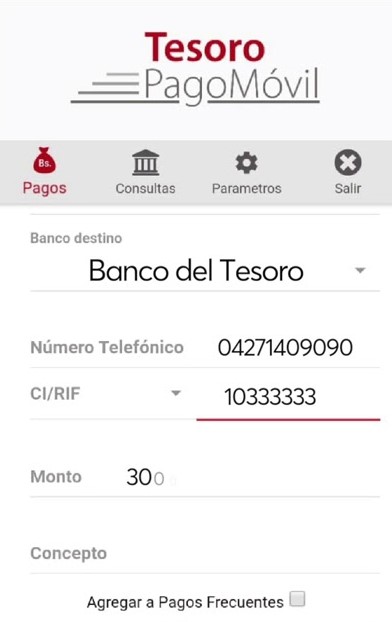 Tesoro
PagoMóvil
Bs.
Pagos Consultas Parametros Salir
Banco destino
Banco del Tesoro
Número Telefónico 04271409090
CI/RIF 10333333
Monto 300
Concepto
Agregar a Pagos Frecuentes